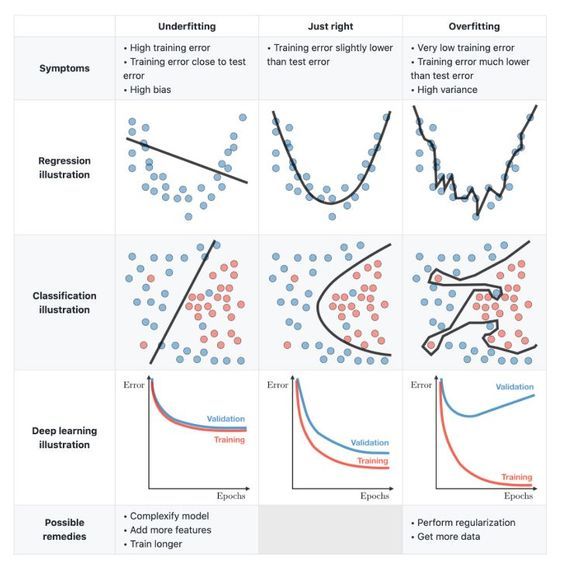 Underfitting
Just right
Overfitting
Symptoms
• High training error
• Training error close to test
error
• High bias
• Training error slightly lower
than test error
• Very low training error
• Training error much lower
than test error
• High variance
Regression
illustration
Classification
illustration
Deep learning
illustration
Error
Validation
Training
Epochs
Error
Validation
Training
Epochs
Error
Validation
Training
Epochs
Possible
remedies
• Complexify model
• Add more features
• Train longer
• Perform regularization
• Get more data